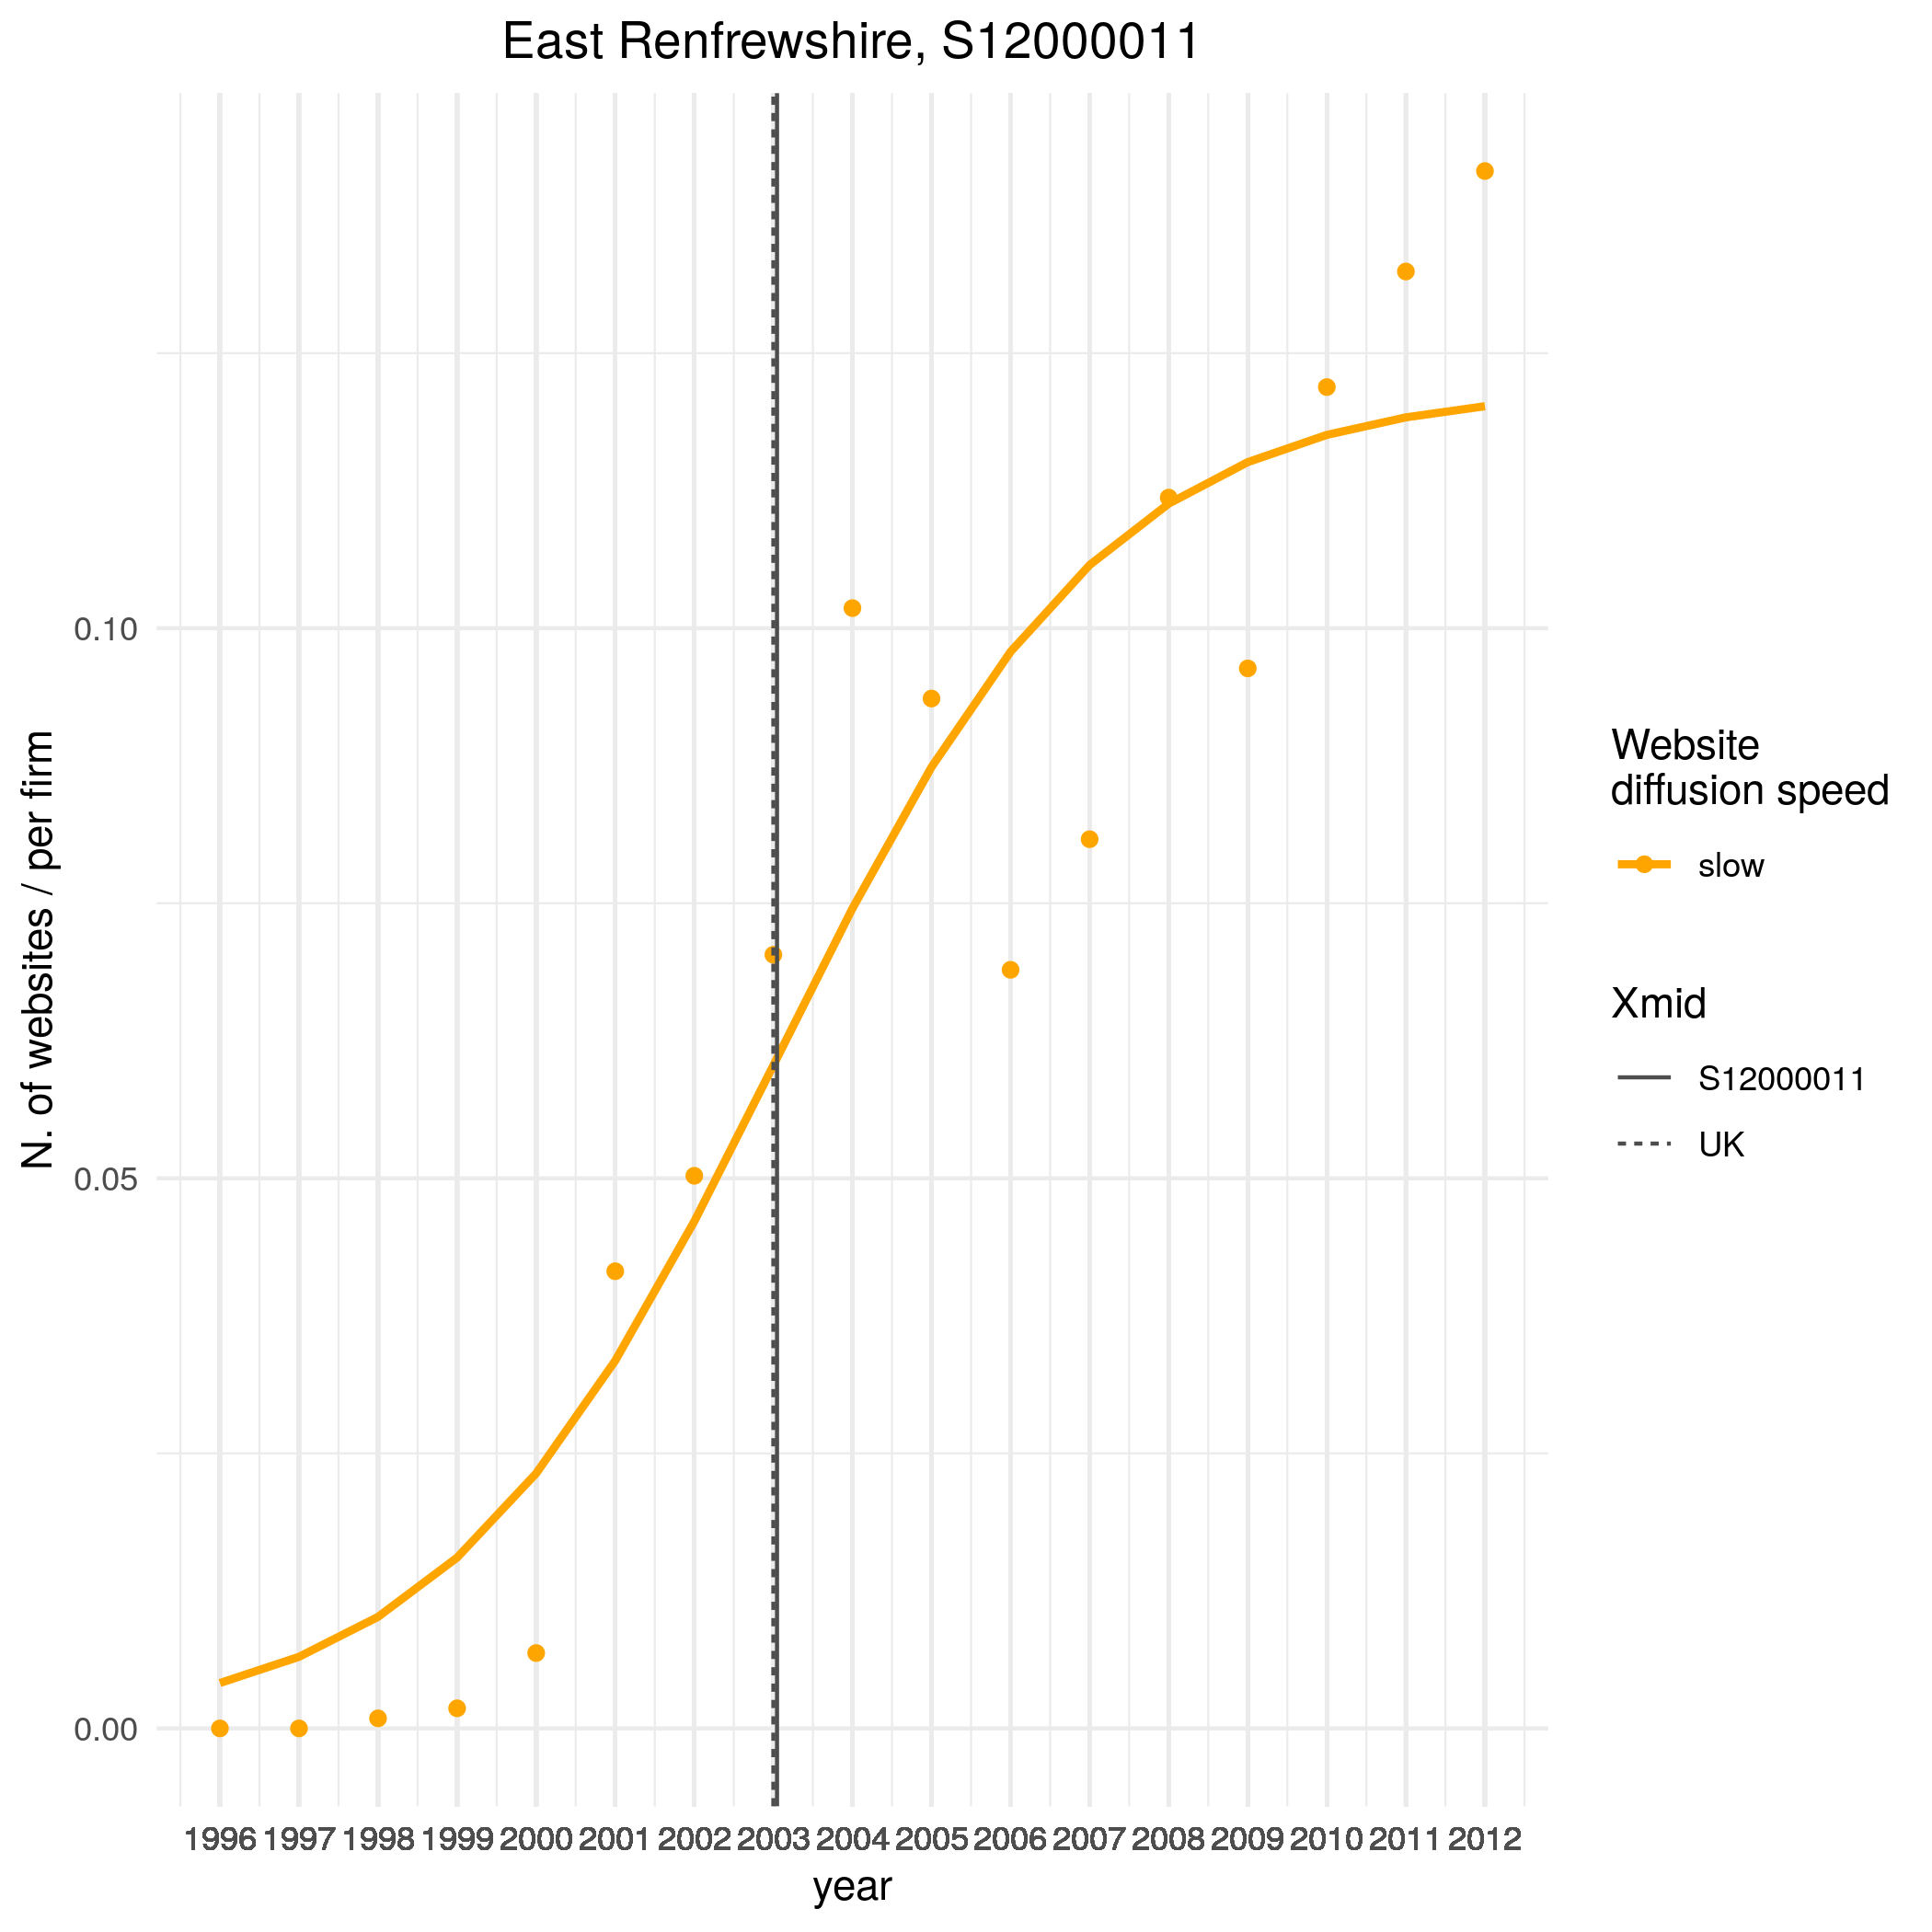 East Renfrewshire, S12000011
N. of websites / per firm
0.10
0.05
0.00
1996 1997 1998 1999 2000 2001 2002 2003 2004 2005 2006 2007 2008 2009 2010 2011 2012
year
Website
diffusion speed
slow
Xmid
S12000011
UK